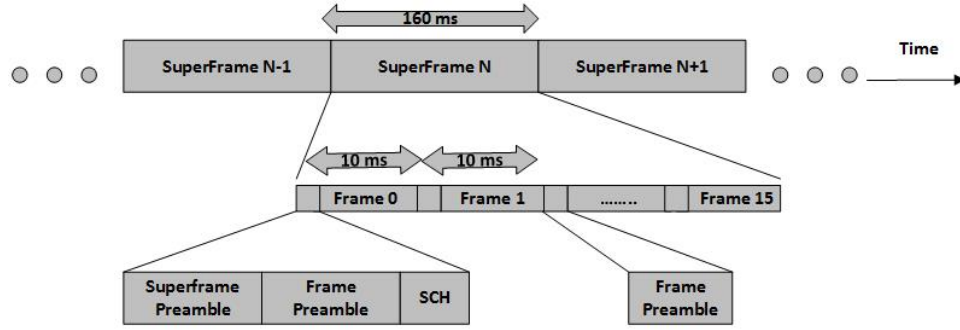 160 ms
SuperFrame N-1
SuperFrame N
SuperFrame N+1
Time
10 ms
10 ms
Frame 0
Frame 1
........
Frame 15
Superframe
Preamble
Frame
Preamble
SCH
Frame
Preamble